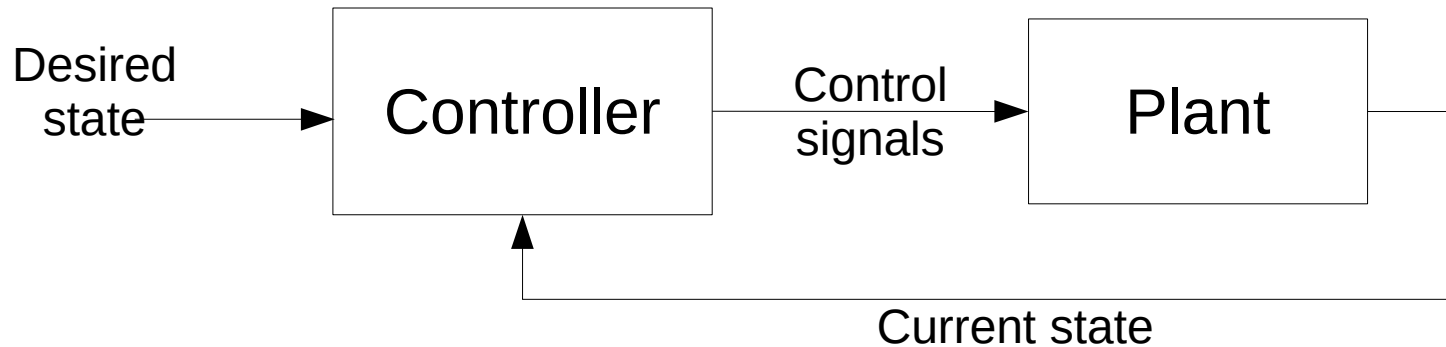 Desired
state
Controller
Control
signals
Plant
Current state